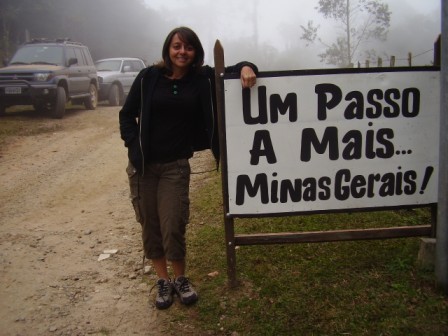 Um Passo
A Mais...
Minas Gerais!